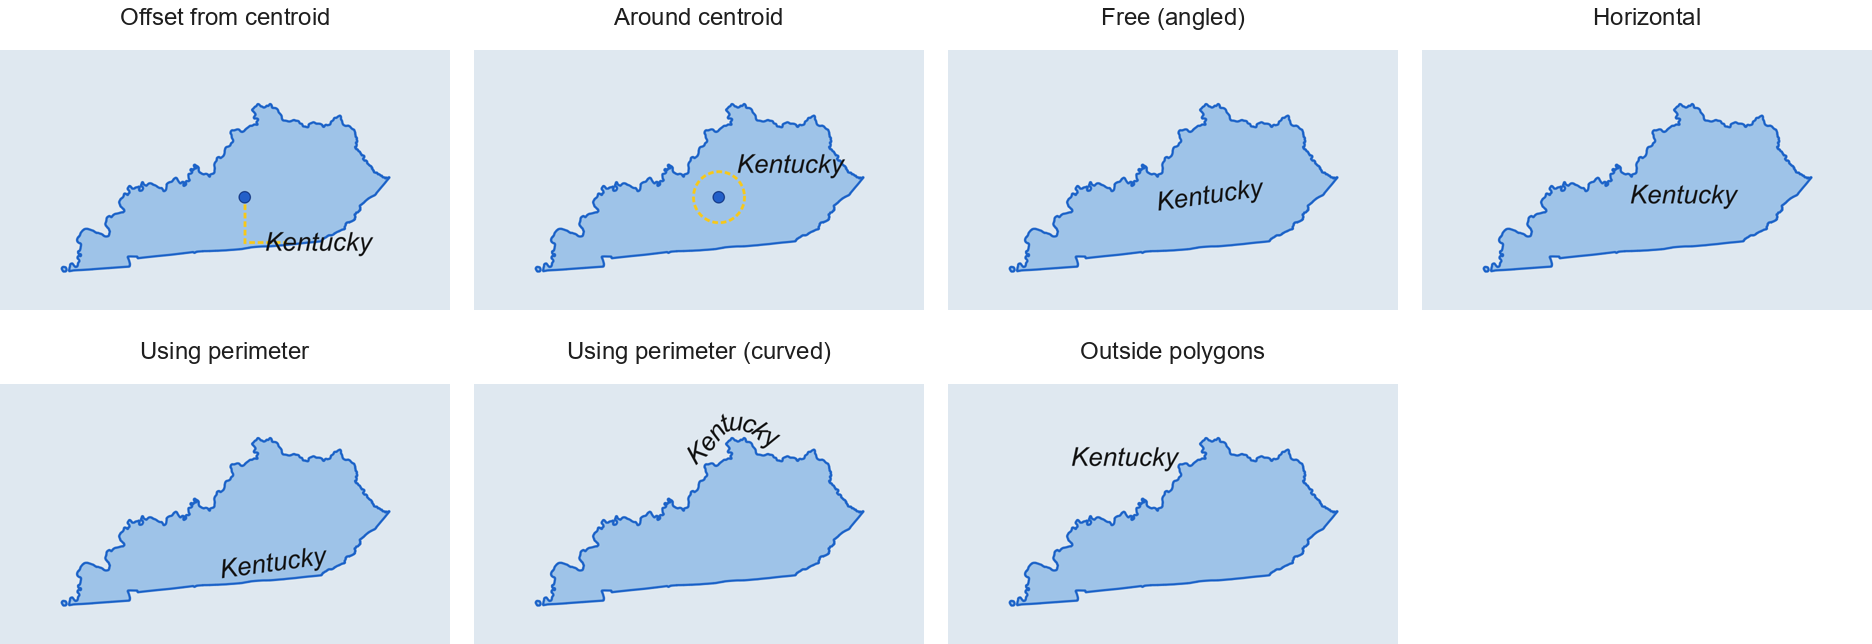 Offset from centroid
Around centroid
Free (angled)
Horizontal
Kentucky
Kentucky
Kentucky
Kentucky
Using perimeter
Using perimeter (curved)
Outside polygons
Kentucky
Kentucky
Kentucky